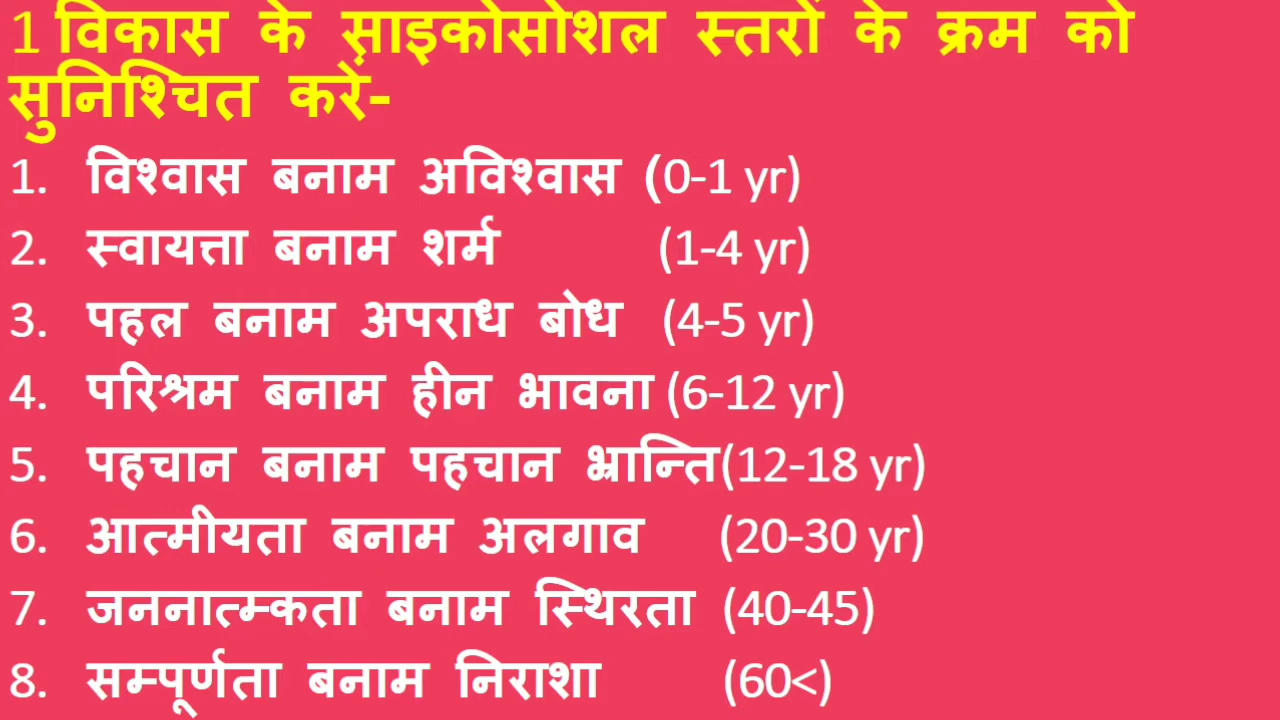 1 विकास के स़ाइकोसोशल स्तरों के क्रम को
सुनिश्चित करें-
1. विश्वास बनाम अविश्वास (0-1 yr)
2. स्वायत्ता बनाम शर्म (1-4 yr)
3. पहल बनाम अपराध बोध (4-5 yr)
4. परिश्रम बनाम हीन भावना (6-12 yr)
5. पहचान बनाम पहचान भ्रान्ति(12-18 yr)
6. आत्मीयता बनाम अलगाव (20-30 yr)
7. जननात्म्कता बनाम स्थिरता (40-45)
8. सम्पूर्णता बनाम निराशा (60<)